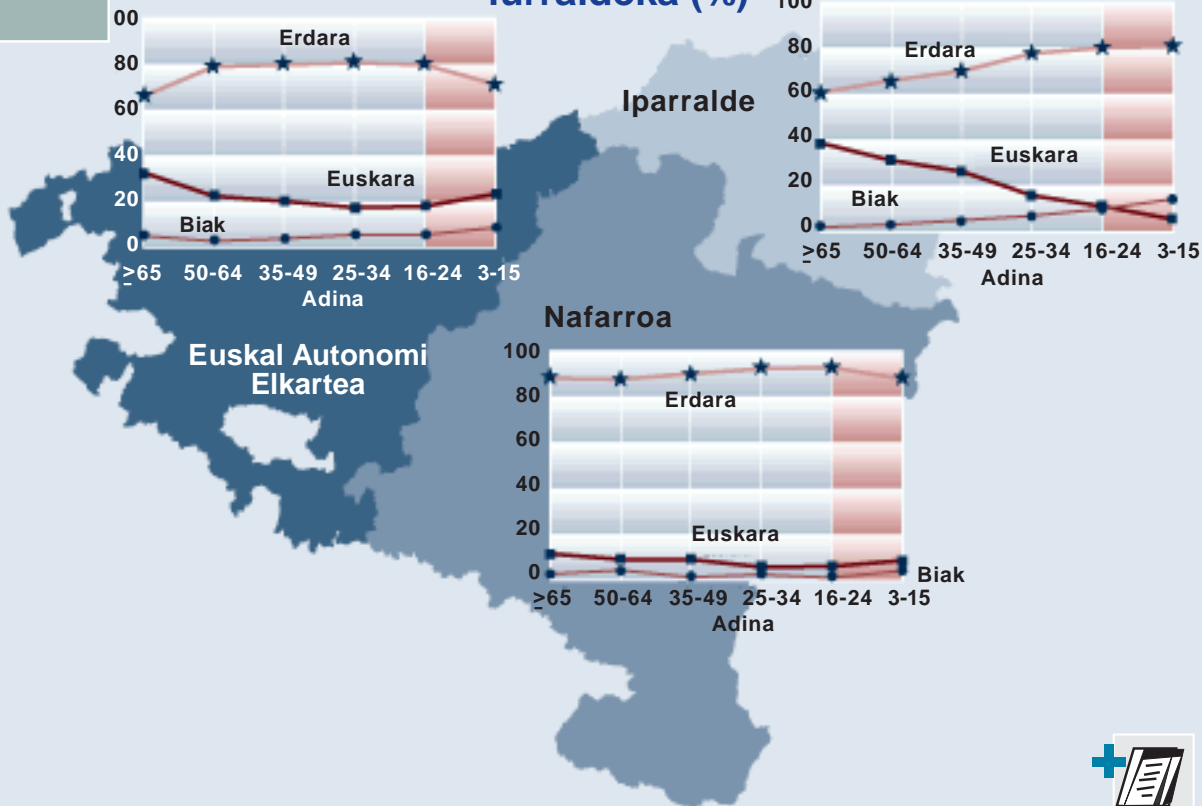 (%)
00
80
60
40
20
0
Erdara
Euskara
Biak
≥65 50-64 35-49 25-34 16-24 3-15
Adina
100
80
60
40
20
0
Erdara
Euskara
Biak
≥65 50-64 35-49 25-34 16-24 3-15
Adina
Iparralde
Euskal Autonomi
Elkartea
Nafarroa
100
80
60
40
20
0
Erdara
Euskara
Biak
≥65 50-64 35-49 25-34 16-24 3-15
Adina